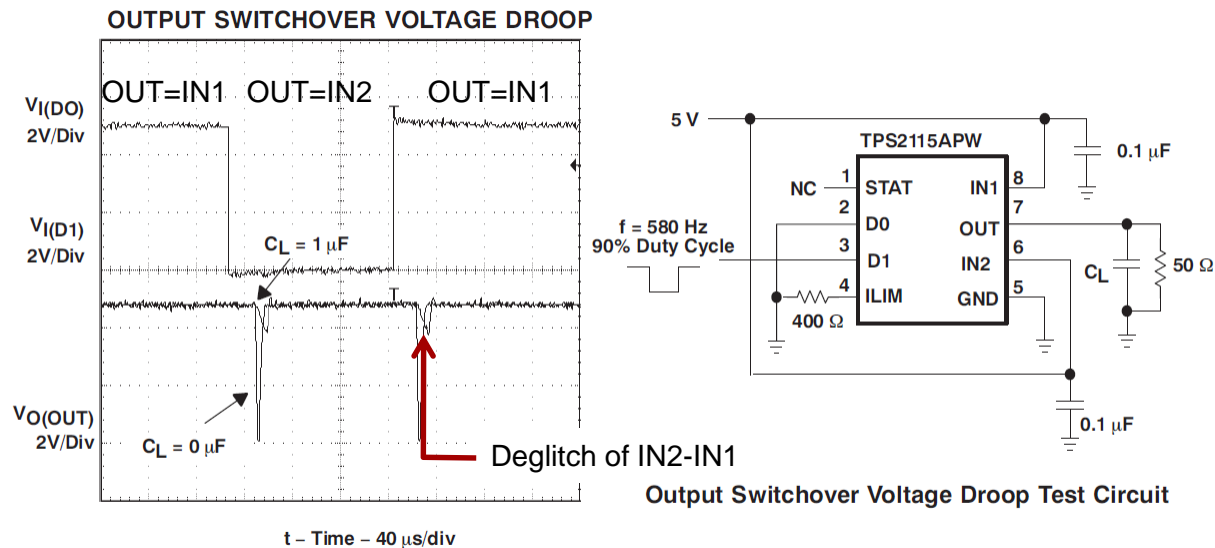 OUTPUT SWITCHOVER VOLTAGE DROOP
OUT=IN1 OUT=IN2 OUT=IN1
VI(DO)
2V/Div
VI(D1)
2V/Div
CL = 1 μF
CL = 0 μF
VO(OUT)
2V/Div
Deglitch of IN2-IN1
t – Time – 40 μs/div
5 V
TPS2115APW
0.1 μF
NC
1
STAT
IN1
8
2
D0
OUT
7
f = 580 Hz
90% Duty Cycle
3
D1
IN2
6
CL
50 Ω
4
ILIM
GND
5
400 Ω
0.1 μF
Output Switchover Voltage Droop Test Circuit